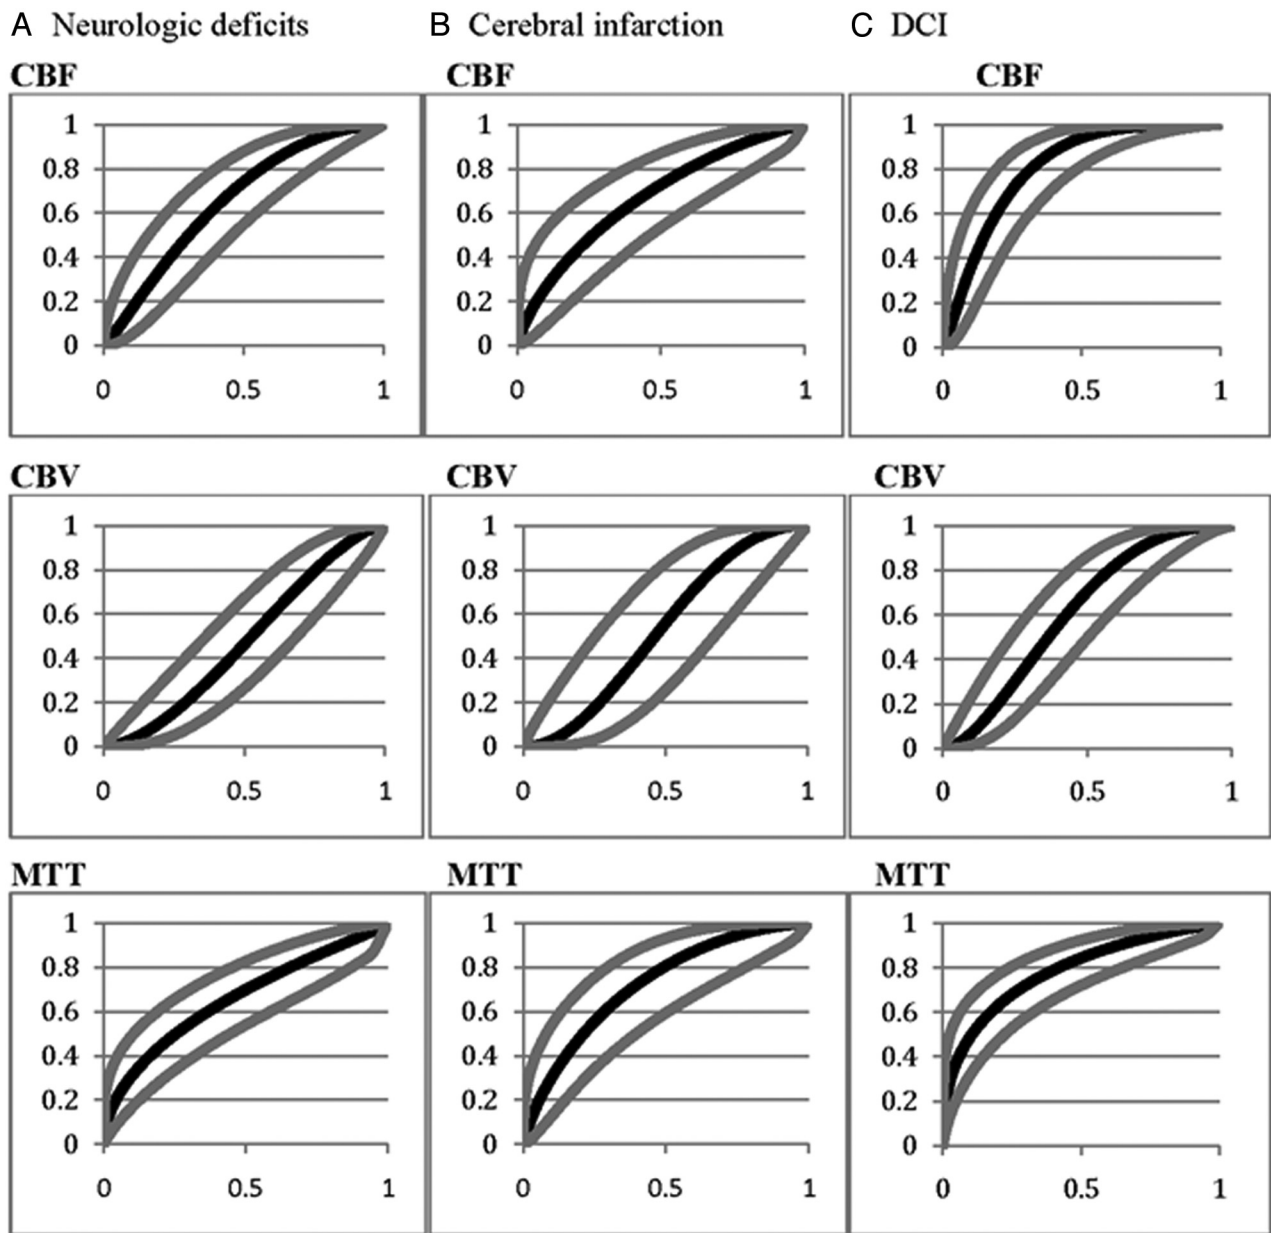 A Neurologic deficits B Cerebral infarction C DCI
CBF CBF CBF
1 1 1
0.8 0.8 0.8
0.6 0.6 0.6
0.4 0.4 0.4
0.2 0.2 0.2
0 0 0
0 0.5 1 0 0.5 1 0 0.5 1
CBV CBV CBV
1 1 1
0.8 0.8 0.8
0.6 0.6 0.6
0.4 0.4 0.4
0.2 0.2 0.2
0 0 0
0 0.5 1 0 0.5 1 0 0.5 1
MTT MTT MTT
1 1 1
0.8 0.8 0.8
0.6 0.6 0.6
0.4 0.4 0.4
0.2 0.2 0.2
0 0 0
0 0.5 1 0 0.5 1 0 0.5 1